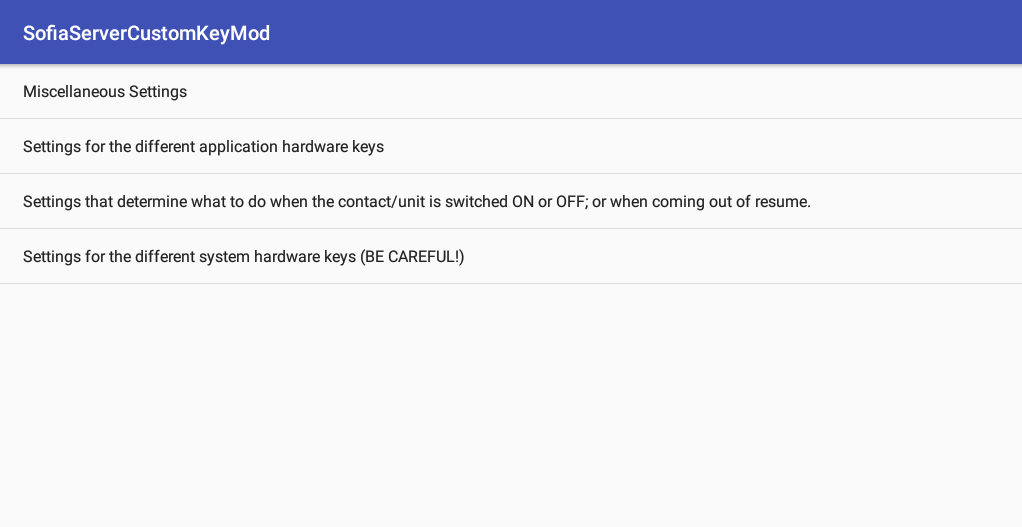 SofiaServerCustomKeyMod
Miscellaneous Settings
Settings for the different application hardware keys
Settings that determine what to do when the contact/unit is switched ON or OFF; or when coming out of resume.
Settings for the different system hardware keys (BE CAREFUL!)